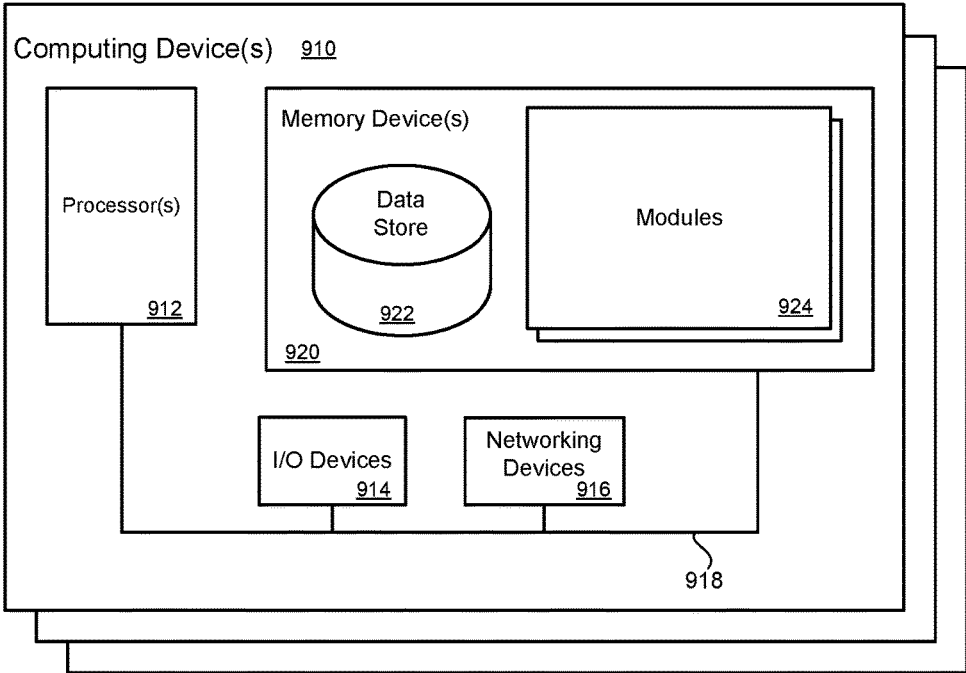 Computing Device(s) 910
Processor(s)
912
Memory Device(s)
Data
Store
922
920
Modules
924
I/O Devices
914
Networking
Devices
916
918